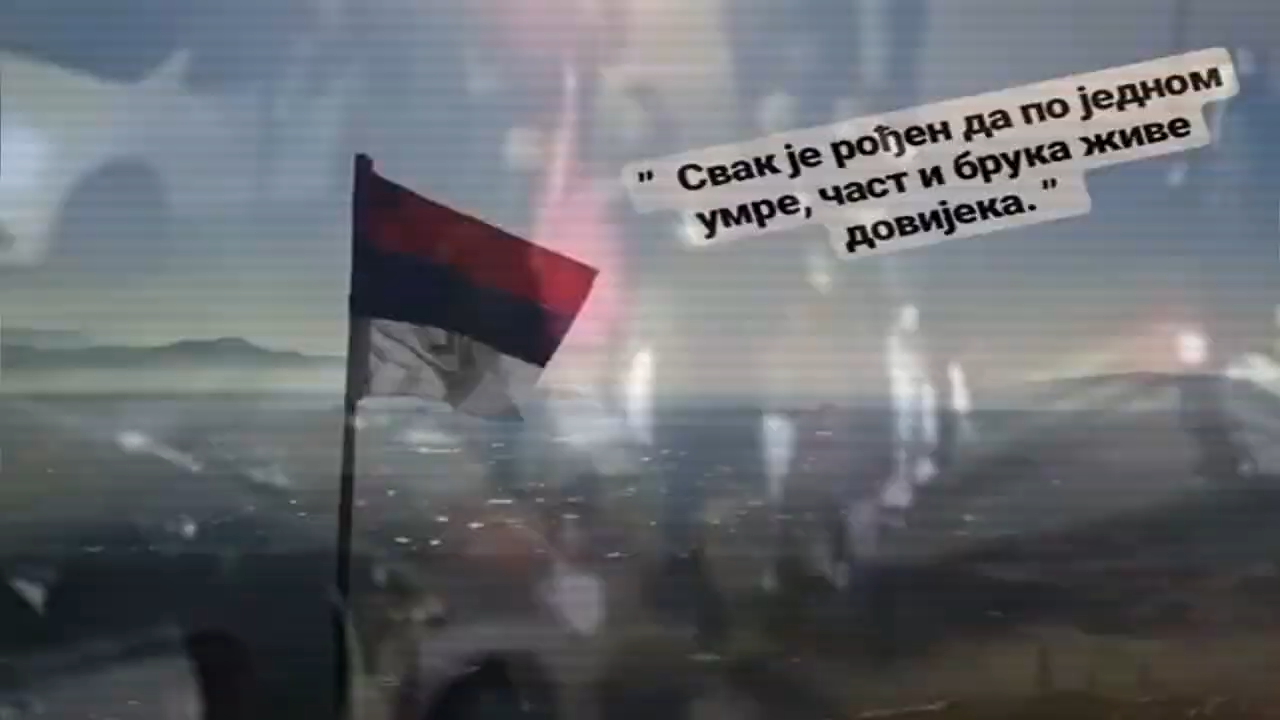 " Свак је рођен да по једном
умре, част и брука живе
довијека."